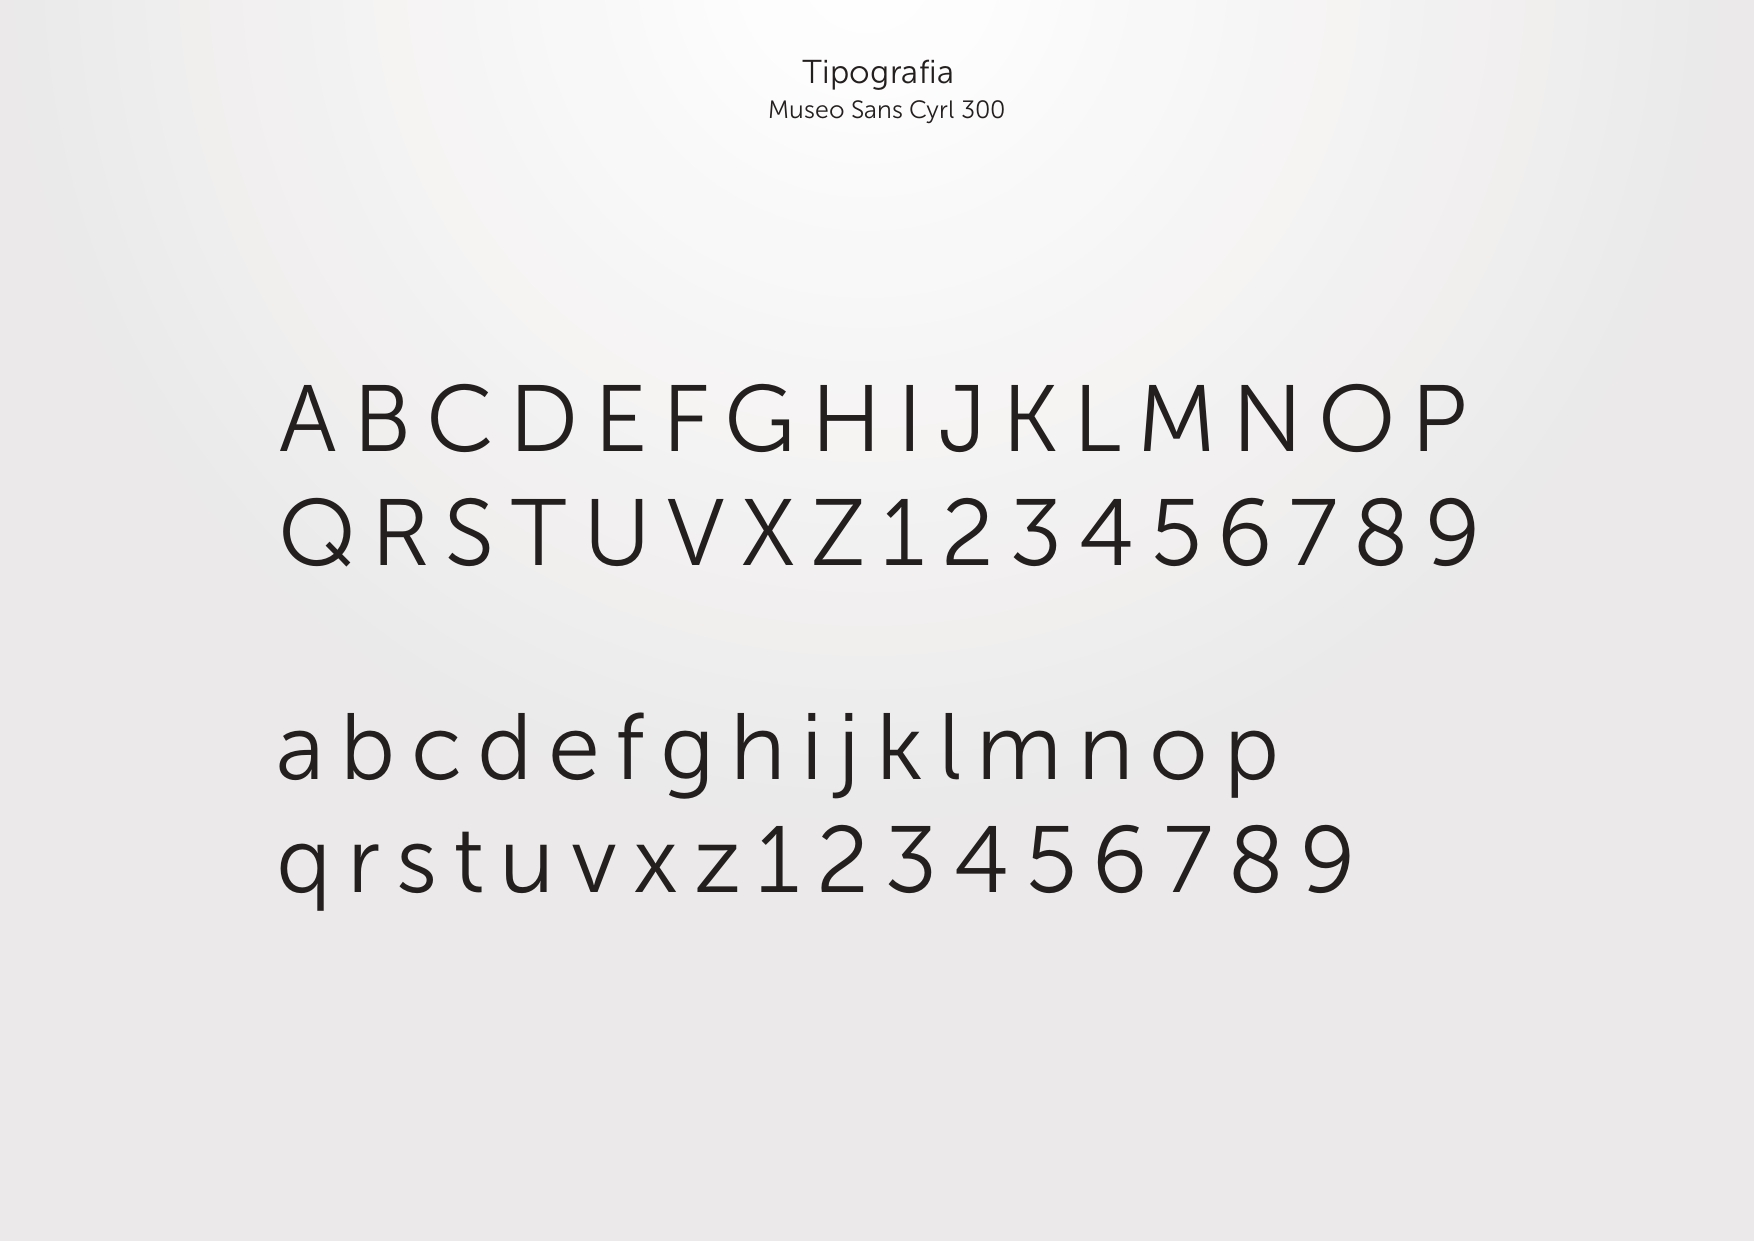 Tipografia
Museo Sans Cyrl 300
A B C D E F G H I J K L M N O P
Q R S T U V X Z 1 2 3 4 5 6 7 8 9
a b c d e f g h i j k l m n o p
q r s t u v x z 1 2 3 4 5 6 7 8 9